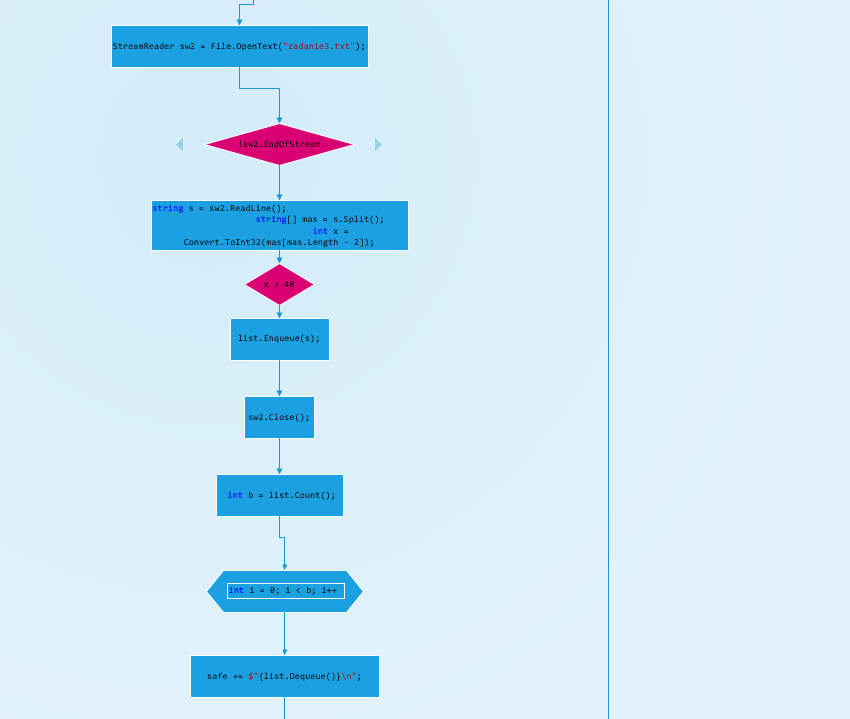 StreamReader sw2 = File.OpenText("zadanie3.txt");
!sw2.EndOfStream
string s = sw2.ReadLine();
string[] mas = s.Split();
int x =
Convert.ToInt32(mas[mas.Length - 2]);
x > 40
list.Enqueue(s);
sw2.Close();
int b = list.Count();
int i = 0; i < b; i++
safe += $"{list.Dequeue()}\n";